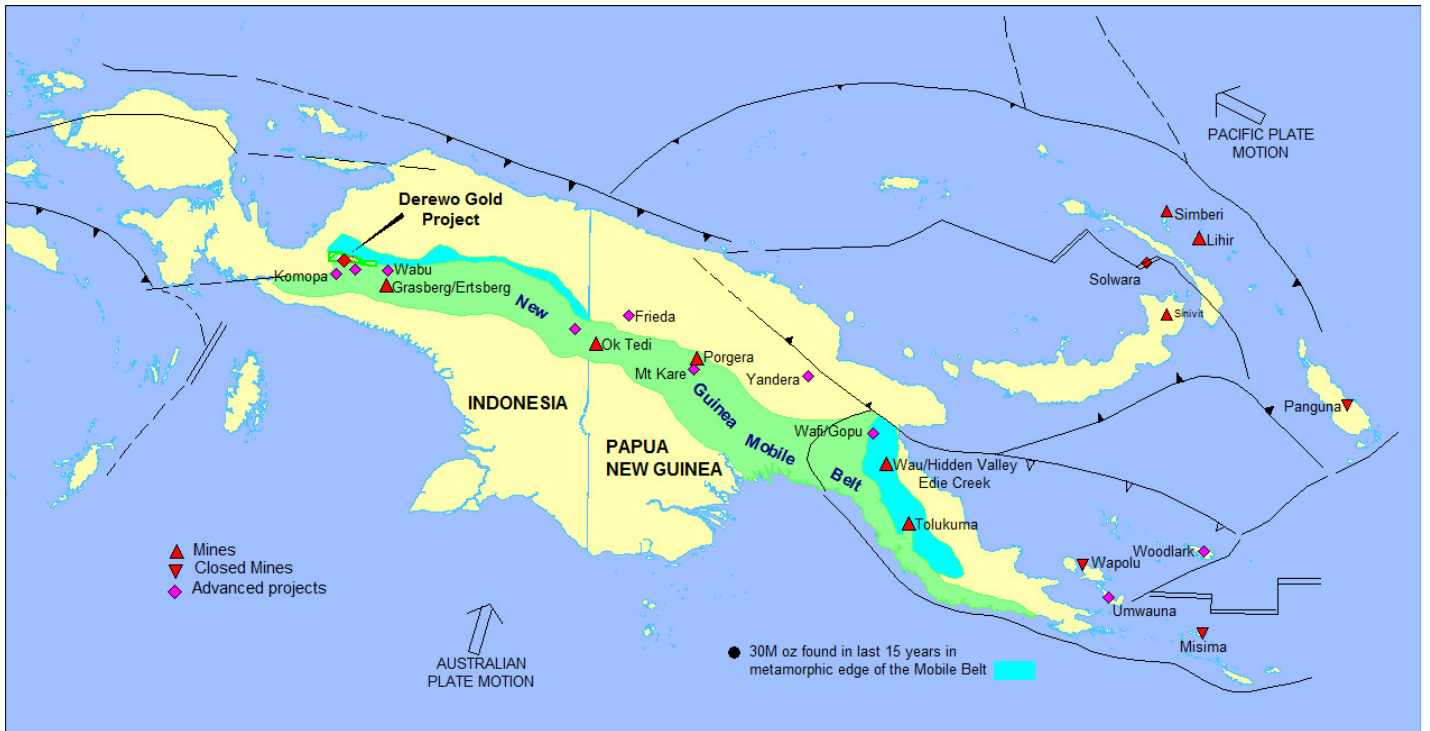 PACIFIC PLATE
MOTION
Derewo Gold
Project
Simberi
Lihir
Komopa
Wabu
Solwara
Grasberg/Ertsberg
New
Frieda
Sinivit
Ok Tedi
Porgera
Mt Kare
Yandera
INDONESIA
Guinea
Panguna
PAPUA
NEW GUINEA
Mobile
Wafi/Gopu
Belt
Wau/Hidden Valley
Edie Creek
Tolukuma
Mines
Closed Mines
Advanced projects
Woodlark
Wapolu
Umwauna
Misima
AUSTRALIAN
PLATE MOTION
30M oz found in last 15 years in
metamorphic edge of the Mobile Belt